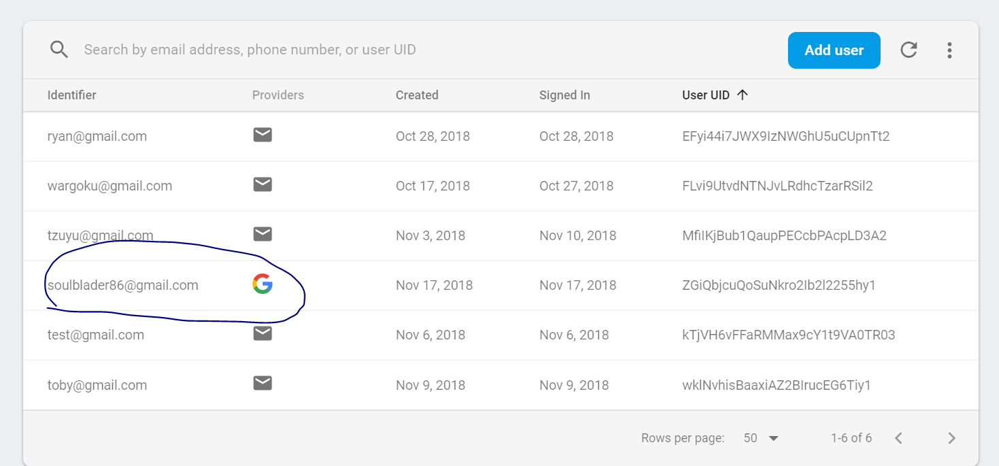 Search by email address, phone number, or user UID Add user
Identifier Providers Created Signed In User UID
ryan@gmail.com Oct 28, 2018 Oct 28, 2018 EFyi44i7JWX9IzNWGhU5uCUpnTt2
wargoku@gmail.com Oct 17, 2018 Oct 27, 2018 FLvi9UtvdNTNJvLRdhcTzarRSil2
tzuyu@gmail.com Nov 3, 2018 Nov 10, 2018 MfiIKjBub1QaupPECcbPAcpLD3A2
soulblader86@gmail.com Nov 17, 2018 Nov 17, 2018 ZGiQbjcuQoSuNkro2Ib2l2255hy1
test@gmail.com Nov 6, 2018 Nov 6, 2018 kTjVH6vFFaRMMax9cY1t9VA0TR03
toby@gmail.com Nov 9, 2018 Nov 9, 2018 wklNvhisBaaxiAZ2BIrucEG6Tiy1
Rows per page: 50 1-6 of 6